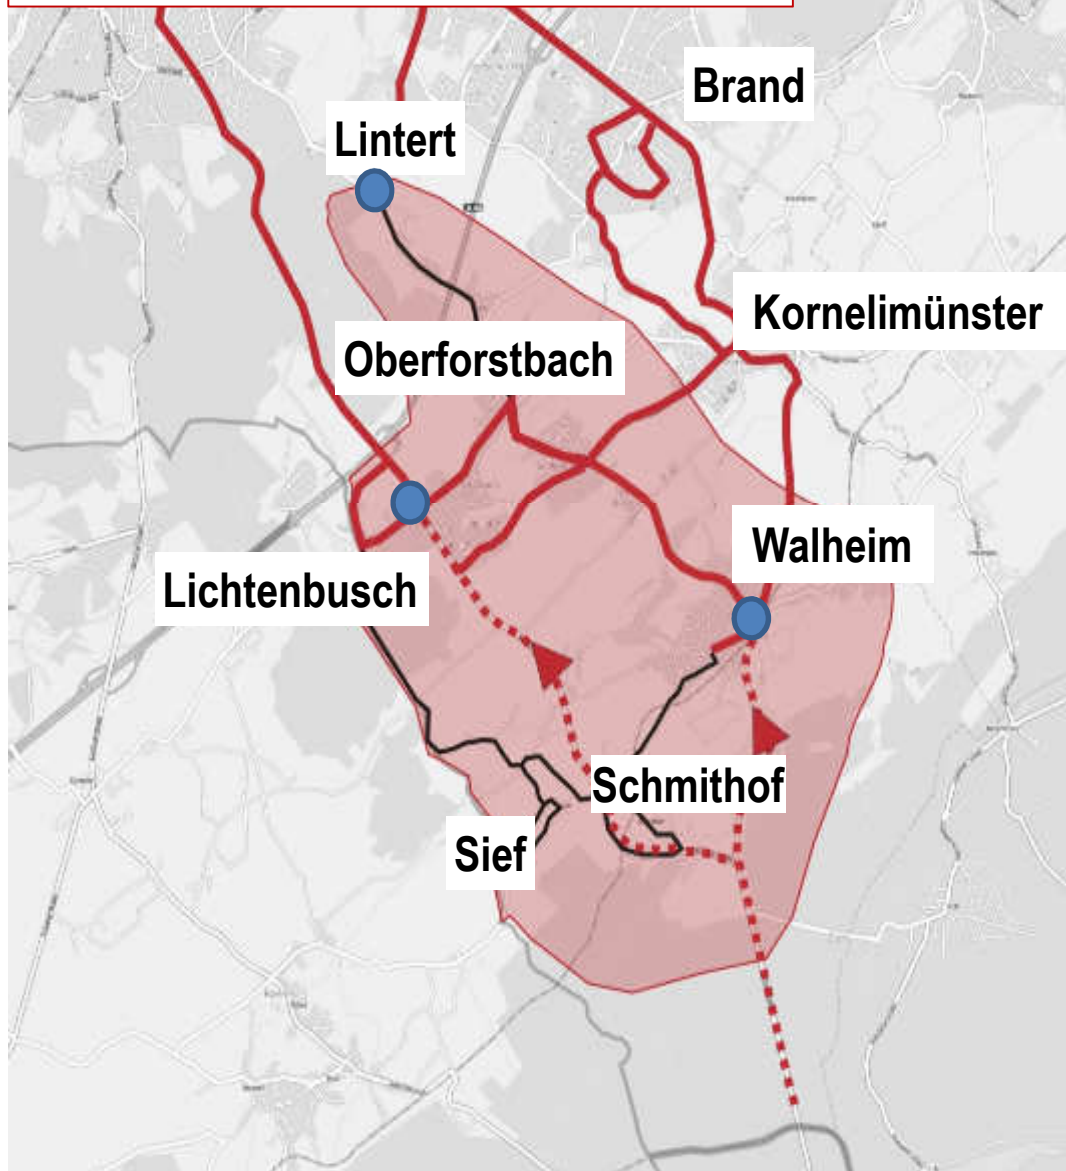 Brand
Lintert
Kornelimünster
Oberforstbach
Walheim
Lichtenbusch
Schmithof
Sief